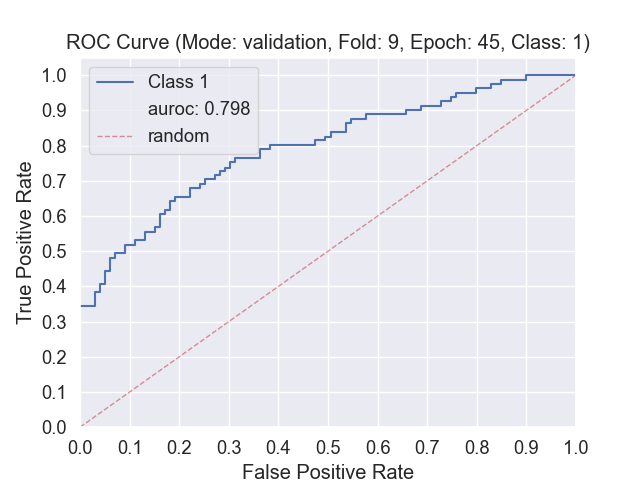 ROC Curve (Mode: validation, Fold: 9, Epoch: 45, Class: 1)
Class 1
auroc: 0.798
random
1.0
0.9
0.8
0.7
0.6
0.5
0.4
0.3
0.2
0.1
0.0
True Positive Rate
0.0 0.1 0.2 0.3 0.4 0.5 0.6 0.7 0.8 0.9 1.0
False Positive Rate